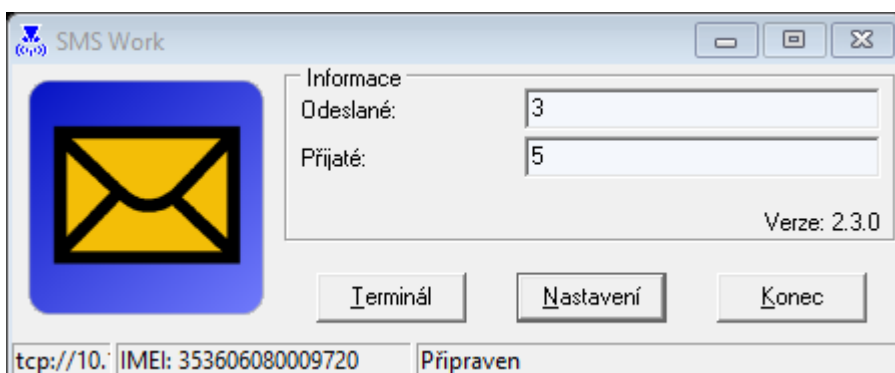 SMS Work
Informace
Odeslané: 3
Přijaté: 5
Verze: 2.3.0
Terminál Nastavení Konec
tcp://10. IMEI: 353606080009720 Připraven